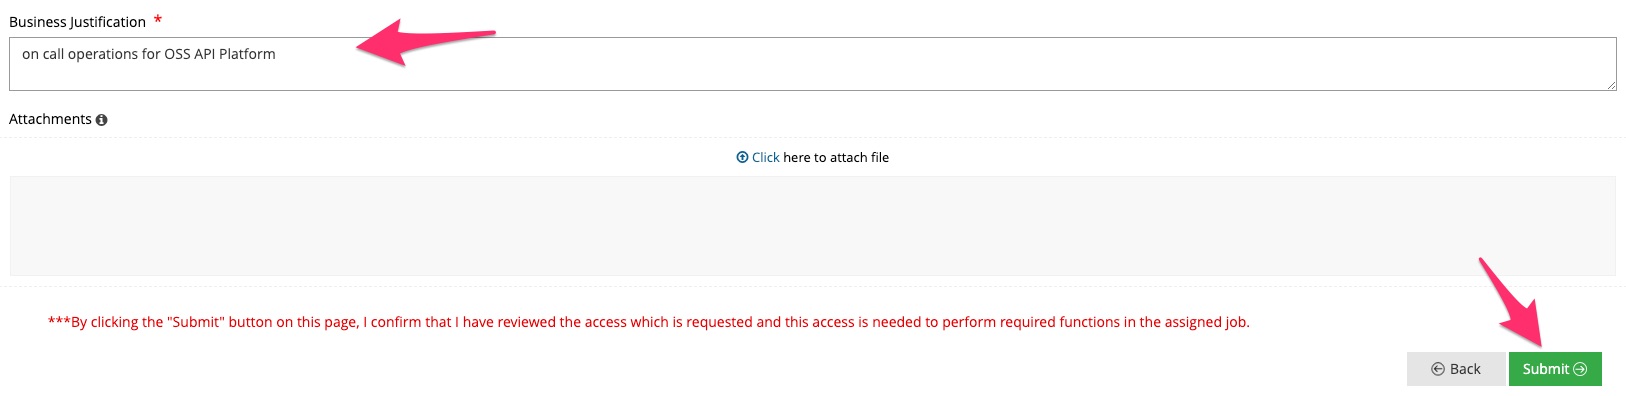 Business Justification *
on call operations for OSS API Platform
Attachments
Click here to attach file
***By clicking the "Submit" button on this page, I confirm that I have reviewed the access which is requested and this access is needed to perform required functions in the assigned job.
Back
Submit